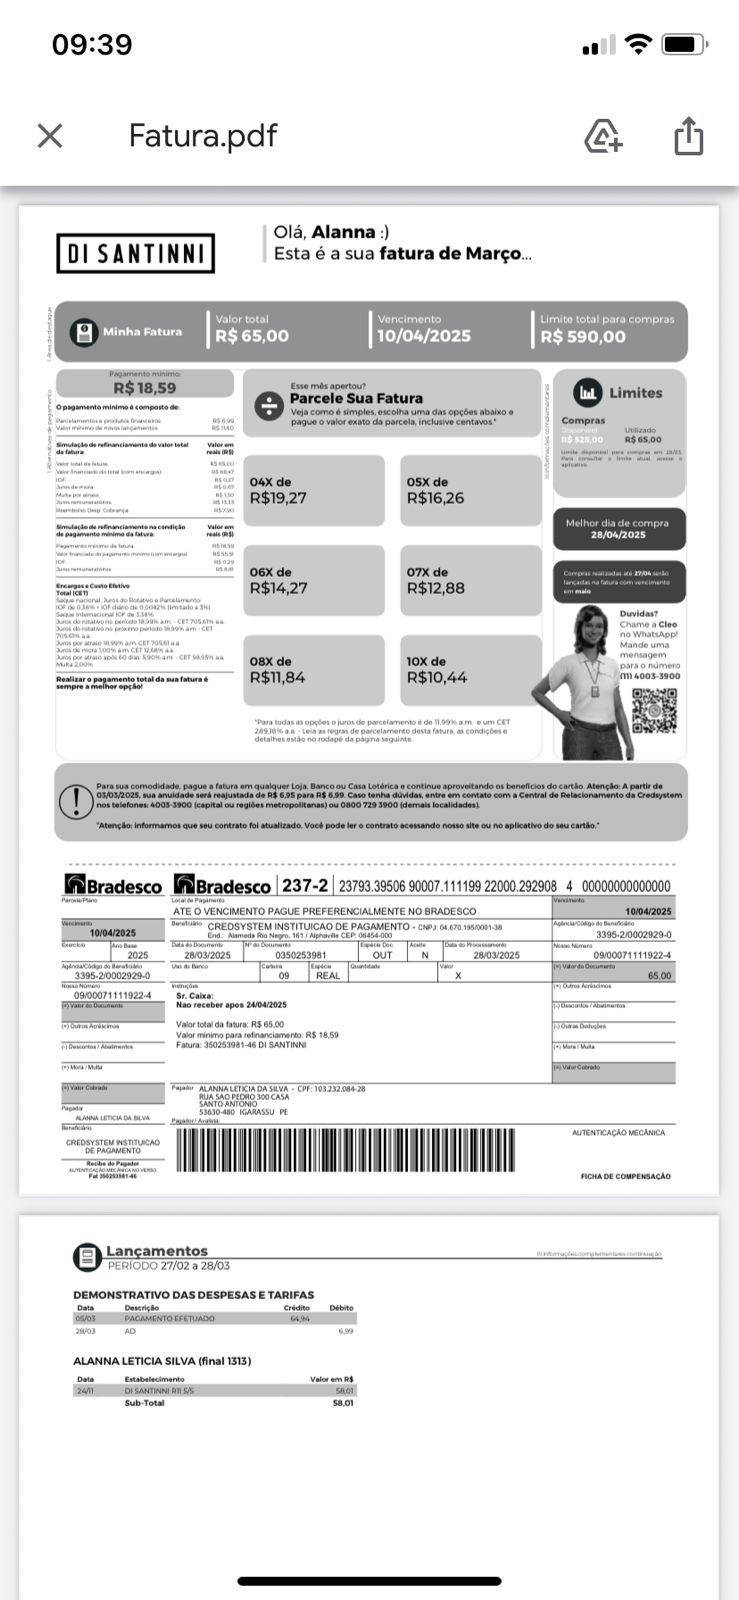 09:39
Fatura.pdf
DI SANTINNI
Olá, Alanna :)
Esta é a sua fatura de Março...
Minha Fatura
Valor total
R$ 65,00
Vencimento
10/04/2025
Limite total para compras
R$ 590,00
Pagamento mínimo:
R$ 18,59
O pagamento mínimo é composto de:
Parcelamentos e produtos financeiros R$ 6,99
Valor mínimo de novos lançamentos R$ 11,60
Simulação de refinanciamento do valor total da fatura: Valor em reais (R$)
Valor total da fatura R$ 65,00
Valor financiado do pagamento total (com encargos)
IOF: R$ 0,27
Juros de mora: R$ 0,67
Multa por atraso: R$ 1,30
Juros remuneratórios
Reembolso Desp. Cobrança R$ 7,90
Simulação de refinanciamento na condição de pagamento mínimo da fatura: Valor em reais (R$)
Pagamento mínimo da fatura R$ 18,59
Valor financiado do pagamento mínimo (com encargos)
IOF: R$ 0,29
Juros remuneratórios R$ 8,81
Encargos e Custo Efetivo
Total (CET)
Saque nacional, Juros do Rotativo e Parcelamento
IOF de 0,38% + IOF diário de 0,0082% (limitado a 3%)
Saque Internacional IOF de 3,38%
Juros do rotativo no período 18,99% a.m. - CET 705,61% a.a.
Juros do rotativo no próximo período 18,99% a.m. - CET
705,61% a.a.
Juros por atraso 18,99% a.m. CET 705,61 a.a
Juros de mora 1,00% a.m. CET 12,68% a.a.
Juros por atraso após 60 dias 5,90% a.m. - CET 98,95% a.a
Multa 2,00%
Realizar o pagamento total da sua fatura é
sempre a melhor opção!
Esse mês apertou?
Parcele Sua Fatura
Veja como é simples, escolha uma das opções abaixo e
pague o valor exato da parcela, inclusive centavos.*
04X de
R$19,27
05X de
R$16,26
06X de
R$14,27
07X de
R$12,88
08X de
R$11,84
10X de
R$10,44
*Para todas as opções o juros de parcelamento é de 11,99% a.m. e um CET
289,18% a.a - Leia as regras de parcelamento desta fatura, as condições e
detalhes estão no rodapé da página seguinte.
Limites
Compras
Disponível
R$ 525,00
Utilizado
R$ 65,00
Limite disponível para compras em 28/03.
Para consultar o limite atual, acesse o
aplicativo.
Melhor dia de compra
28/04/2025
Compras realizadas até 27/04 serão
lançadas na fatura com vencimento
em maio
Duvidas?
Chame a Cleo
no WhatsApp!
Mande uma
mensagem
para o número
(11) 4003-3900
Para sua comodidade, pague a fatura em qualquer Loja, Banco ou Casa Lotérica e continue aproveitando os benefícios do cartão. Atenção: A partir de
03/03/2025, sua anuidade será reajustada de R$ 6,95 para R$ 6,99. Caso tenha dúvidas, entre em contato com a Central de Relacionamento da Credsystem
nos telefones: 4003-3900 (capital ou regiões metropolitanas) ou 0800 729 3900 (demais localidades).
"Atenção: informamos que seu contrato foi atualizado. Você pode ler o contrato acessando nosso site ou no aplicativo do seu cartão."
Bradesco
Bradesco 237-2 23793.39506 90007.111199 22000.292908 4 00000000000000
Parcela/Plano
Vencimento
10/04/2025
Exercício Ano Base
2025
Agência/Código do Beneficiário
3395-2/0002929-0
Nosso Número
09/00071111922-4
(=) Valor do Documento
(+) Outros Acréscimos
(-) Descontos / Abatimentos
(+) Mora / Multa
(=) Valor Cobrado
Pagador
ALANNA LETICIA DA SILVA
Beneficiário
CREDSYSTEM INSTITUICAO
DE PAGAMENTO
Recibo do Pagador
AUTENTICAÇÃO MECÂNICA NO VERSO
Fat 350253981-46
Local de Pagamento
ATE O VENCIMENTO PAGUE PREFERENCIALMENTE NO BRADESCO
Vencimento
10/04/2025
Beneficiário CREDSYSTEM INSTITUICAO DE PAGAMENTO - CNPJ: 04.670.195/0001-38
End.: Alameda Rio Negro, 161 / Alphaville CEP: 06454-000
Agência/Código do Beneficiário
3395-2/0002929-0
Data do Documento Nº do Documento Espécie Doc. Aceite Data do Processamento
28/03/2025 0350253981 OUT N 28/03/2025
Nosso Número
09/00071111922-4
Uso do Banco Carteira Espécie Quantidade Valor
09 REAL X
(=) Valor do Documento
65,00
Instruções
Sr. Caixa:
Nao receber apos 24/04/2025
Valor total da fatura: R$ 65,00
Valor minimo para refinanciamento: R$ 18,59
Fatura: 350253981-46 DI SANTINNI
(+) Outros Acréscimos
(-) Descontos / Abatimentos
(-) Outras Deduções
(+) Mora / Multa
(=) Valor Cobrado
Pagador ALANNA LETICIA DA SILVA - CPF: 103.232.084-28
RUA SAO PEDRO 300 CASA
SANTO ANTONIO
53630-480 IGARASSU PE
Pagador / Avalista:
AUTENTICAÇÃO MECÂNICA
FICHA DE COMPENSAÇÃO
Lançamentos
PERÍODO 27/02 a 28/03
III Informações complementares continuação
DEMONSTRATIVO DAS DESPESAS E TARIFAS
Data Descrição Crédito Débito
05/03 PAGAMENTO EFETUADO 64,94
28/03 AD 6,99
ALANNA LETICIA SILVA (final 1313)
Data Estabelecimento Valor em R$
24/11 DI SANTINNI R11 5/5 58,01
Sub-Total 58,01